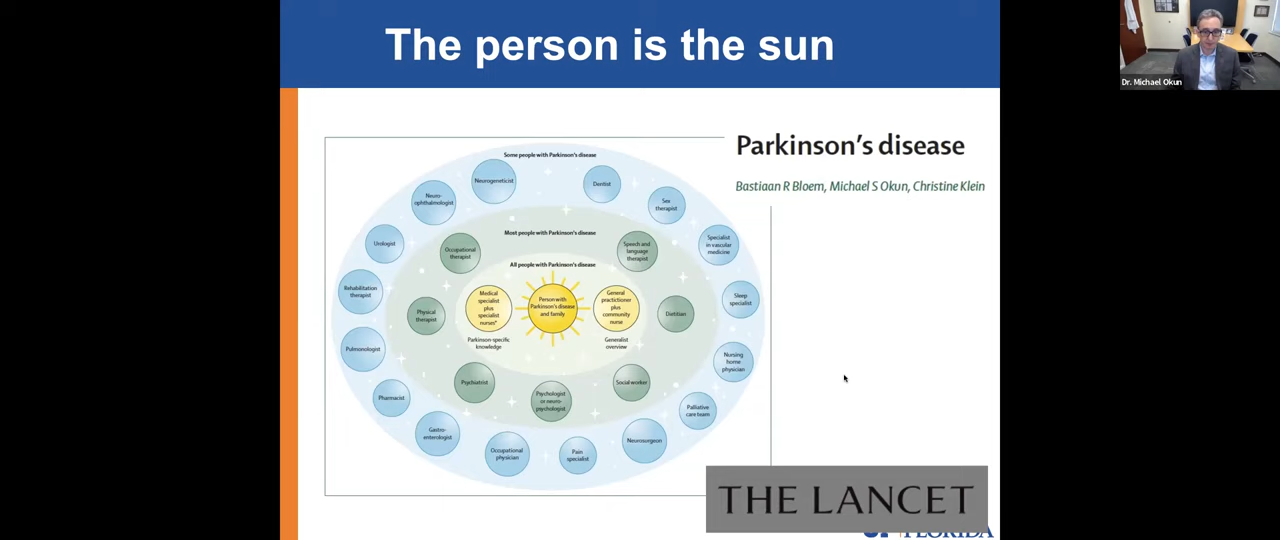 The person is the sun
Dr. Michael Okun
Parkinson's disease
Bastiaan R Bloem, Michael S Okun, Christine Klein
Some people with Parkinson's disease
Neurogeneticist
Dentist
Neuro-
ophthalmologist
Sex
therapist
Urologist
Specialist
in vascular
medicine
Rehabilitation
therapist
Sleep
specialist
Pulmonologist
Nursing
home
physician
Pharmacist
Palliative
care team
Gastro-
enterologist
Occupational
physician
Pain
specialist
Neurosurgeon
Most people with Parkinson's disease
Occupational
therapist
Speech and
language
therapist
Physical
therapist
Dietitian
Psychiatrist
Psychologist
or neuro-
psychologist
Social worker
All people with Parkinson's disease
Medical
specialist
plus
specialist
nurses*
Person with
Parkinson's disease
and family
General
practitioner
plus
community
nurse
Parkinson-specific
knowledge
Generalist
overview
THE LANCET
UF FLORIDA